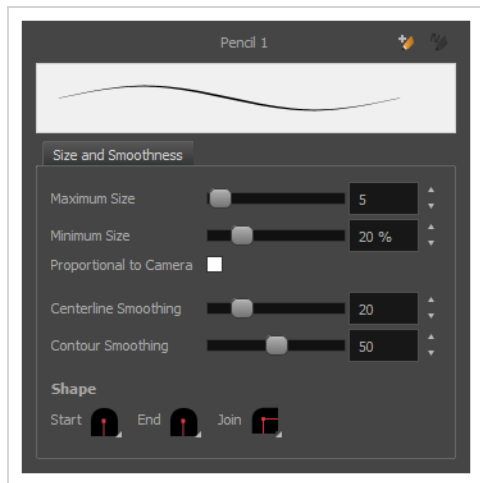 Pencil 1
Size and Smoothness
Maximum Size 5
Minimum Size 20 %
Proportional to Camera
Centerline Smoothing 20
Contour Smoothing 50
Shape
Start End Join